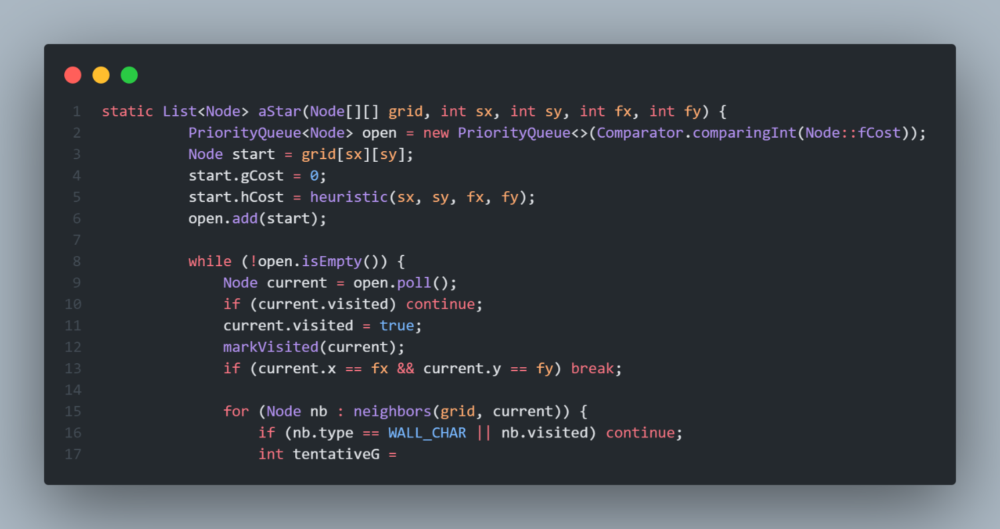 1 static List<Node> aStar(Node[][] grid, int sx, int sy, int fx, int fy) {
2         PriorityQueue<Node> open = new PriorityQueue<>(Comparator.comparingInt(Node::fCost));
3         Node start = grid[sx][sy];
4         start.gCost = 0;
5         start.hCost = heuristic(sx, sy, fx, fy);
6         open.add(start);
7
8         while (!open.isEmpty()) {
9             Node current = open.poll();
10            if (current.visited) continue;
11            current.visited = true;
12            markVisited(current);
13            if (current.x == fx && current.y == fy) break;
14
15            for (Node nb : neighbors(grid, current)) {
16                if (nb.type == WALL_CHAR || nb.visited) continue;
17                int tentativeG =